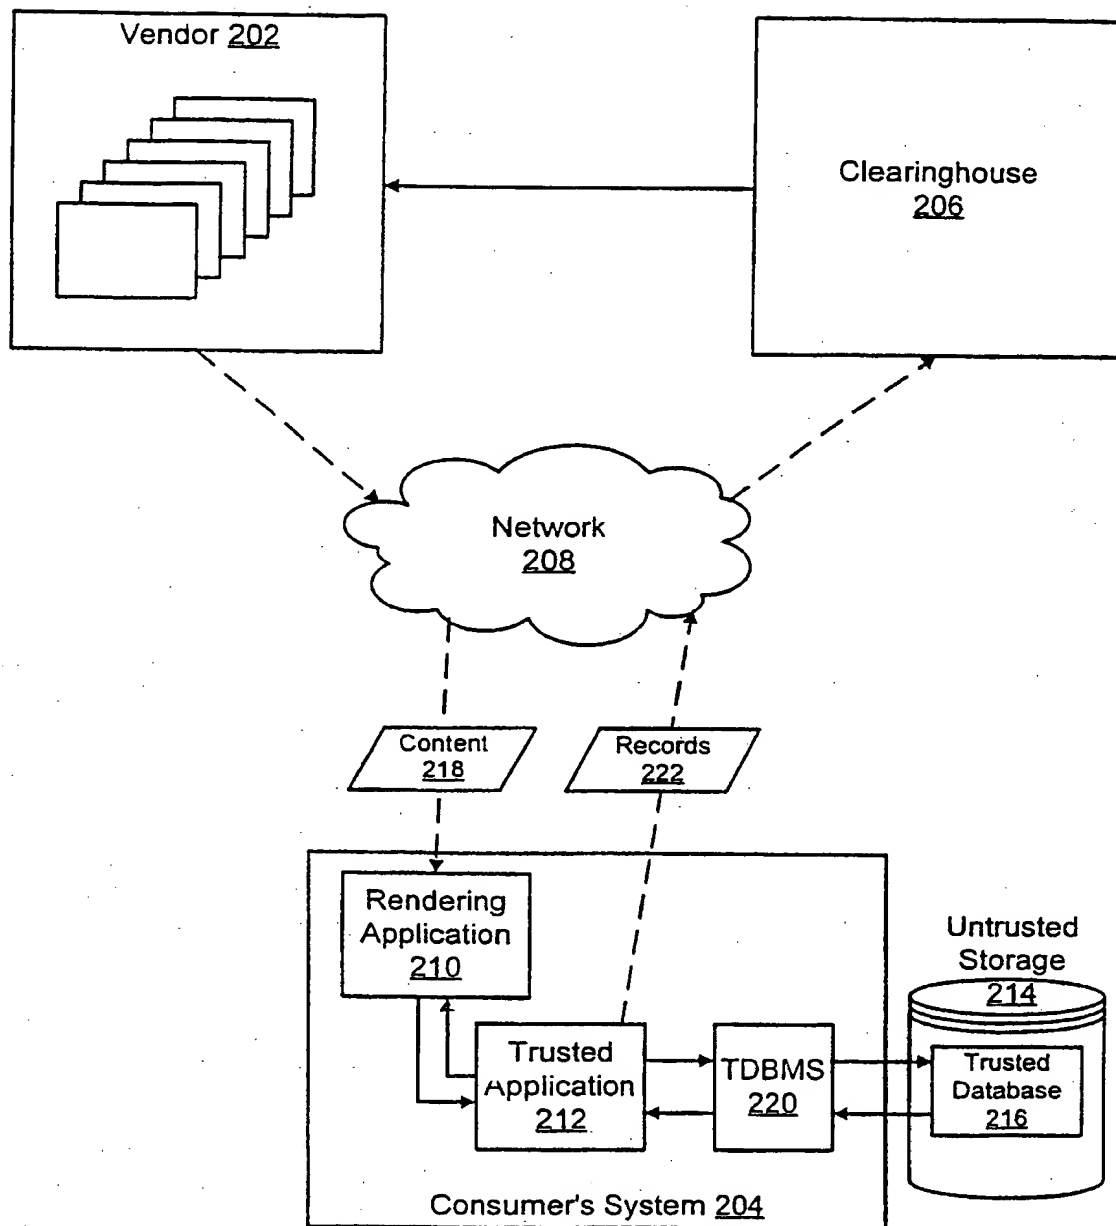 Vendor 202
Clearinghouse
206
Network
208
Content
218
Records
222
Rendering
Application
210
Untrusted
Storage
214
Trusted
Application
212
TDBMS
220
Trusted
Database
216
Consumer's System 204